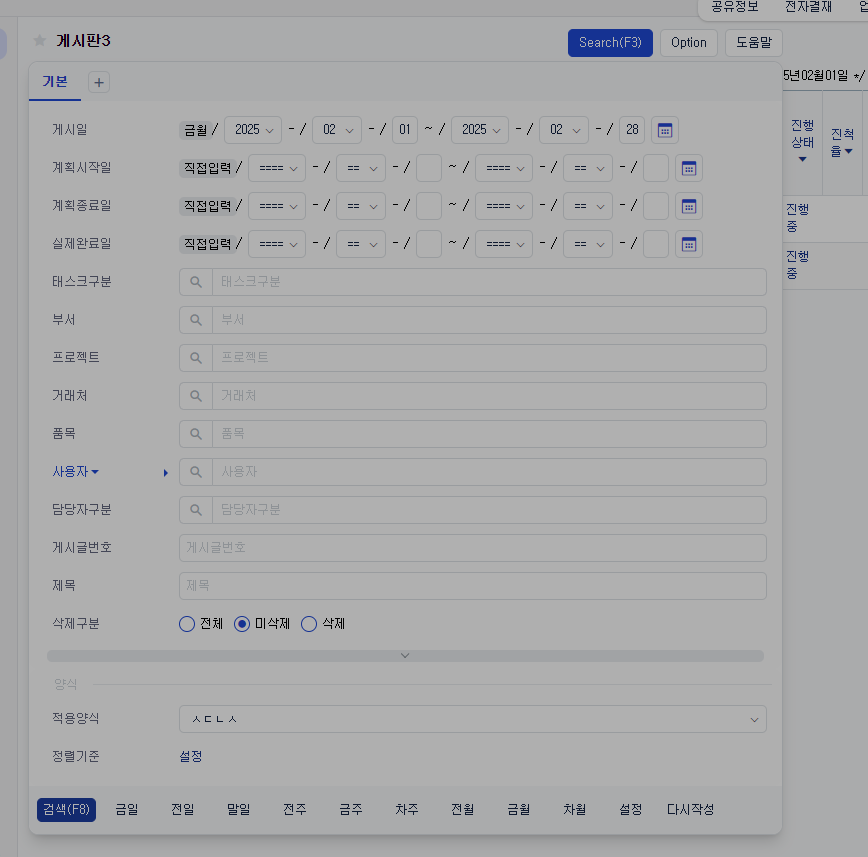 공유정보 전자결재
게시판3 Search(F3) Option 도움말
5년02월01일 */
기본 +
진행상태 ▼ 진척율 ▼
게시일 금월 / 2025 - / 02 - / 01 ~ / 2025 - / 02 - / 28
계획시작일 직접입력 / ==== - / == - / ~ / ==== - / == - /
계획종료일 직접입력 / ==== - / == - / ~ / ==== - / == - /
진행중
실제완료일 직접입력 / ==== - / == - / ~ / ==== - / == - /
진행중
태스크구분 태스크구분
부서 부서
프로젝트 프로젝트
거래처 거래처
품목 품목
사용자 사용자
담당자구분 담당자구분
게시글번호 게시글번호
제목 제목
삭제구분 전체 미삭제 삭제
양식
적용양식 ㅅㄷㄴㅅ
정렬기준 설정
검색(F8) 금일 전일 말일 전주 금주 차주 전월 금월 차월 설정 다시작성